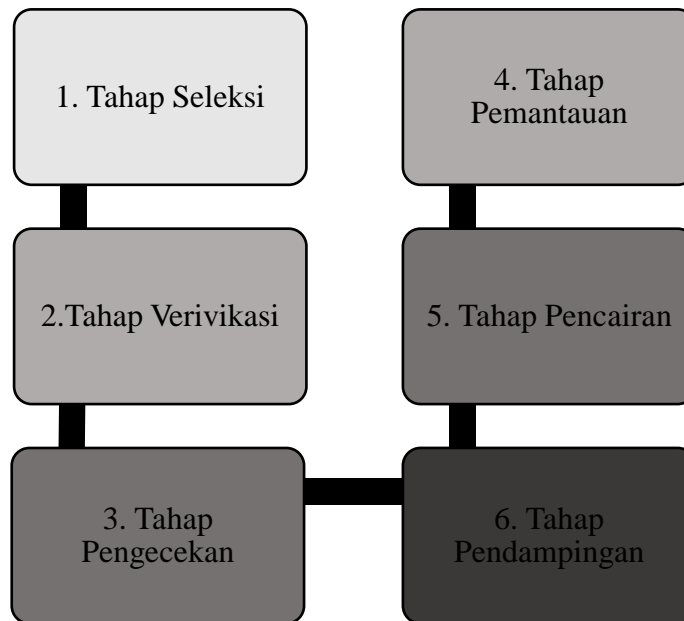 1. Tahap Seleksi
2.Tahap Verivikasi
3. Tahap
Pengecekan
4. Tahap
Pemantauan
5. Tahap Pencairan
6. Tahap
Pendampingan